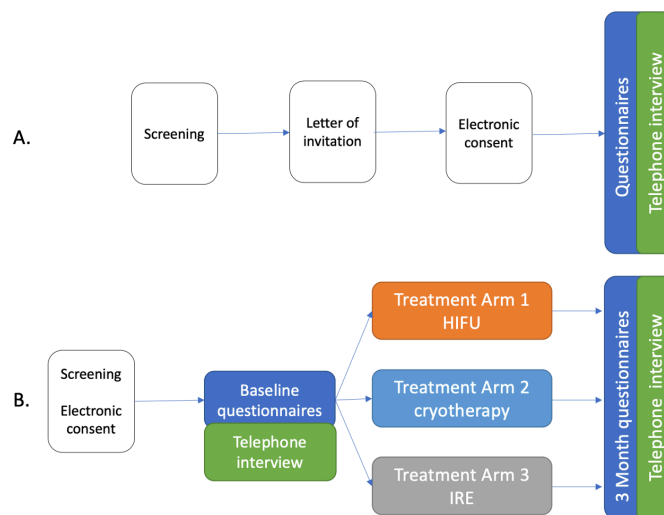 A.
Screening
Letter of
invitation
Electronic
consent
Questionnaires
Telephone interview
B.
Screening
Electronic
consent
Baseline
questionnaires
Telephone
interview
Treatment Arm 1
HIFU
Treatment Arm 2
cryotherapy
Treatment Arm 3
IRE
3 Month questionnaires
Telephone interview